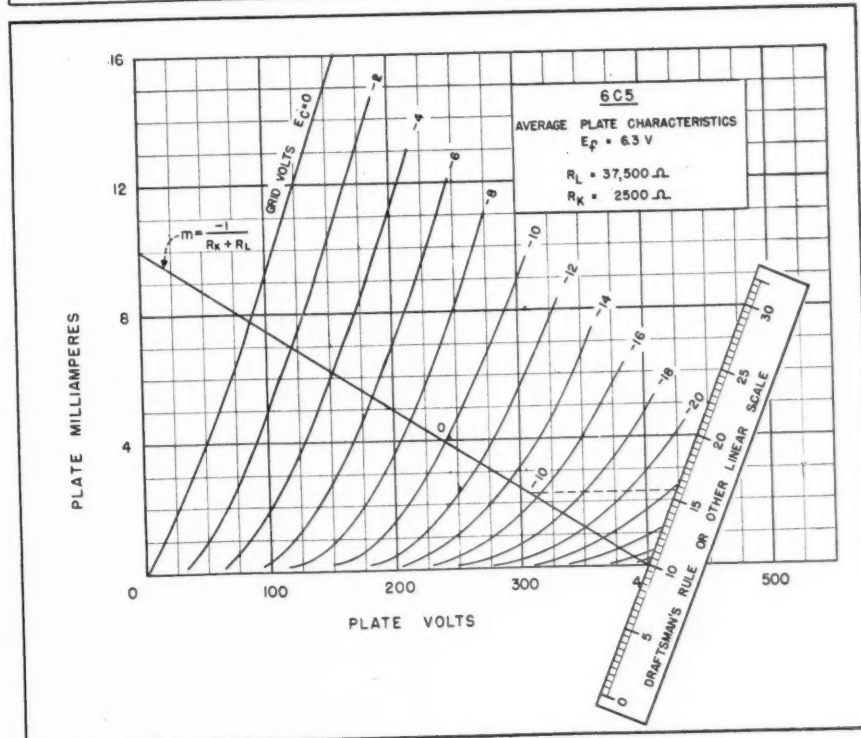 16
12
8
4
0
100
200
300
400
500
PLATE MILLIAMPERES
PLATE VOLTS
GRID VOLTS EC=0
-2
-4
-6
-8
-10
-12
-14
-16
-18
-20
m = -1 / RK + RL
O
-10
6C5
AVERAGE PLATE CHARACTERISTICS
Ef = 6.3 V
RL = 37,500 Ω
RK = 2500 Ω
0
5
10
15
20
25
30
DRAFTSMAN'S RULE OR OTHER LINEAR SCALE